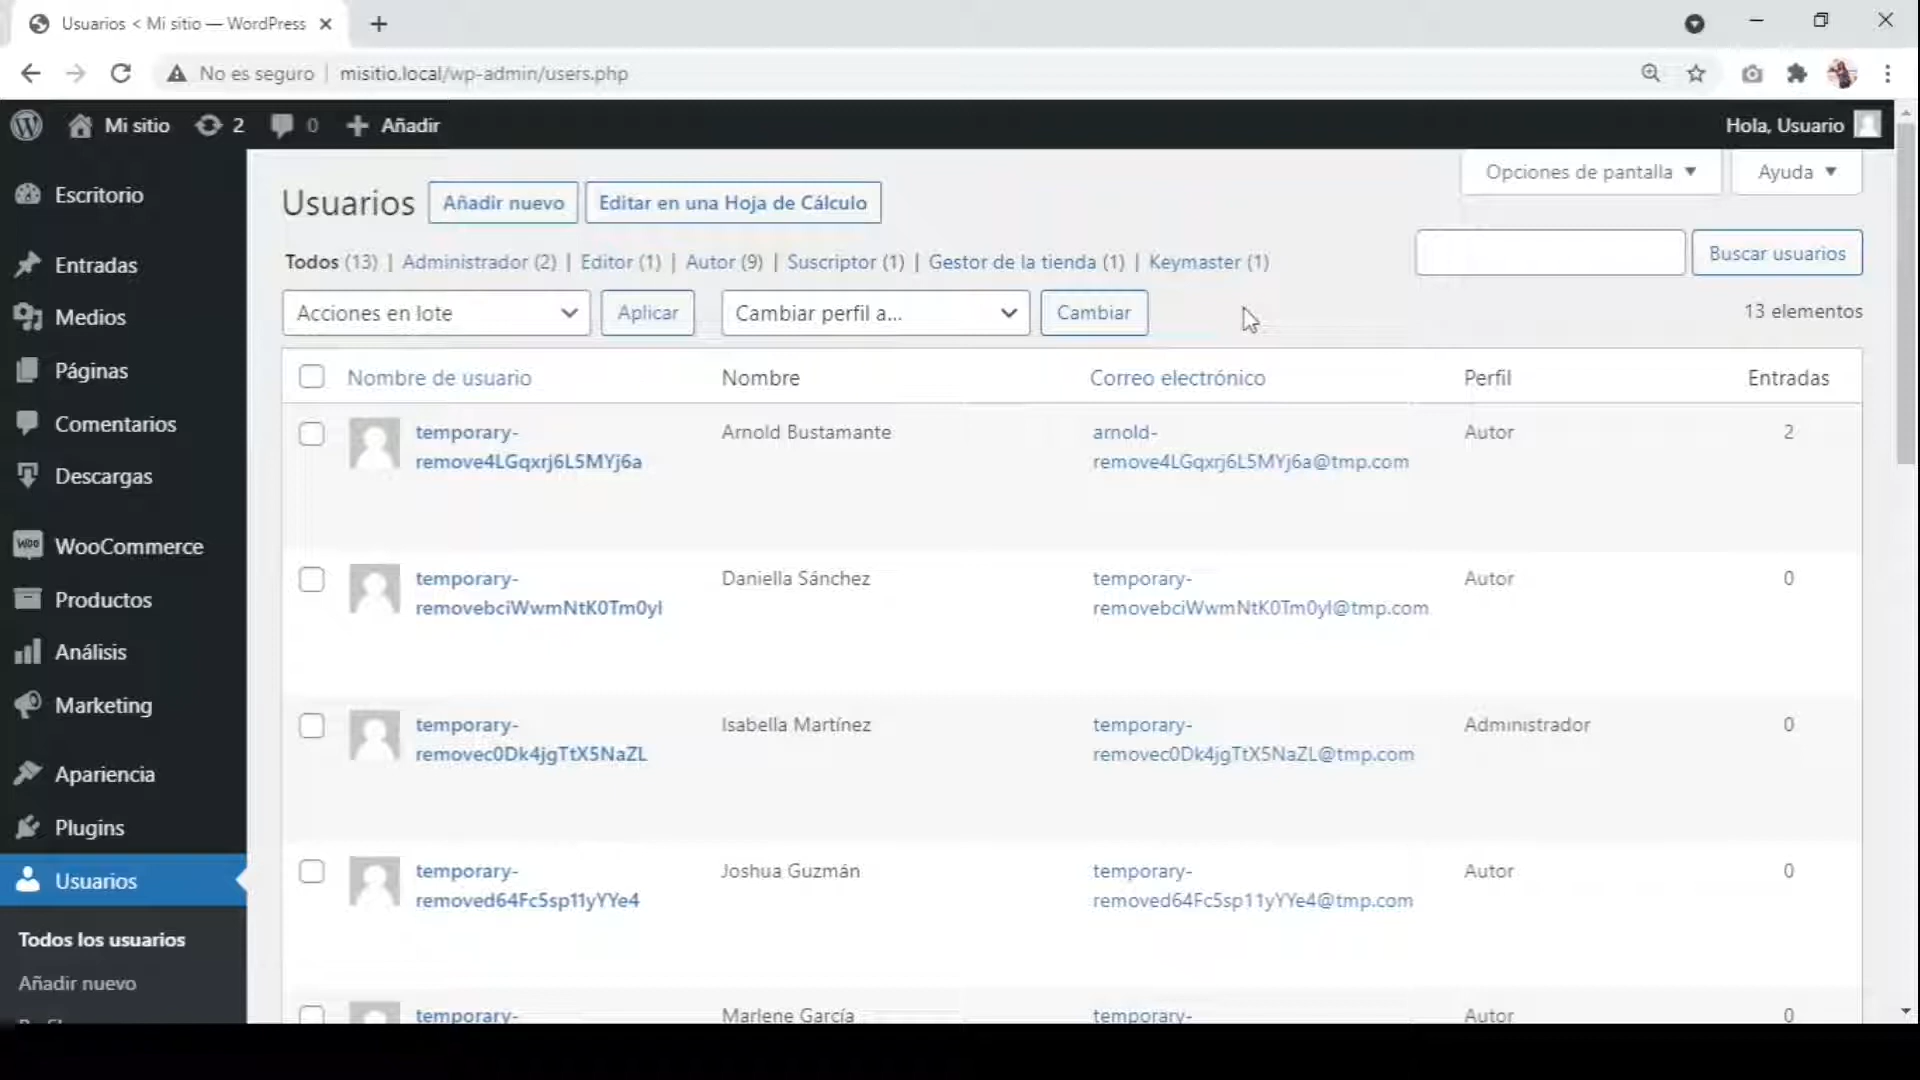 Usuarios < Mi sitio — WordPress
No es seguro | misitio.local/wp-admin/users.php
Mi sitio 2 0 Añadir
Hola, Usuario
Escritorio
Entradas
Medios
Páginas
Comentarios
Descargas
WooCommerce
Productos
Análisis
Marketing
Apariencia
Plugins
Usuarios
Todos los usuarios
Añadir nuevo
Opciones de pantalla Ayuda
Usuarios Añadir nuevo Editar en una Hoja de Cálculo
Todos (13) | Administrador (2) | Editor (1) | Autor (9) | Suscriptor (1) | Gestor de la tienda (1) | Keymaster (1)
Buscar usuarios
Acciones en lote Aplicar Cambiar perfil a... Cambiar
13 elementos
Nombre de usuario Nombre Correo electrónico Perfil Entradas
temporary- Arnold Bustamante arnold- Autor 2
remove4LGqxrj6L5MYj6a remove4LGqxrj6L5MYj6a@tmp.com
temporary- Daniella Sánchez temporary- Autor 0
removebciWwmNtK0Tm0yl removebciWwmNtK0Tm0yl@tmp.com
temporary- Isabella Martínez temporary- Administrador 0
removec0Dk4jgTtX5NaZL removec0Dk4jgTtX5NaZL@tmp.com
temporary- Joshua Guzmán temporary- Autor 0
removed64Fc5sp11yYYe4 removed64Fc5sp11yYYe4@tmp.com
temporary- Marlene García temporary- Autor 0